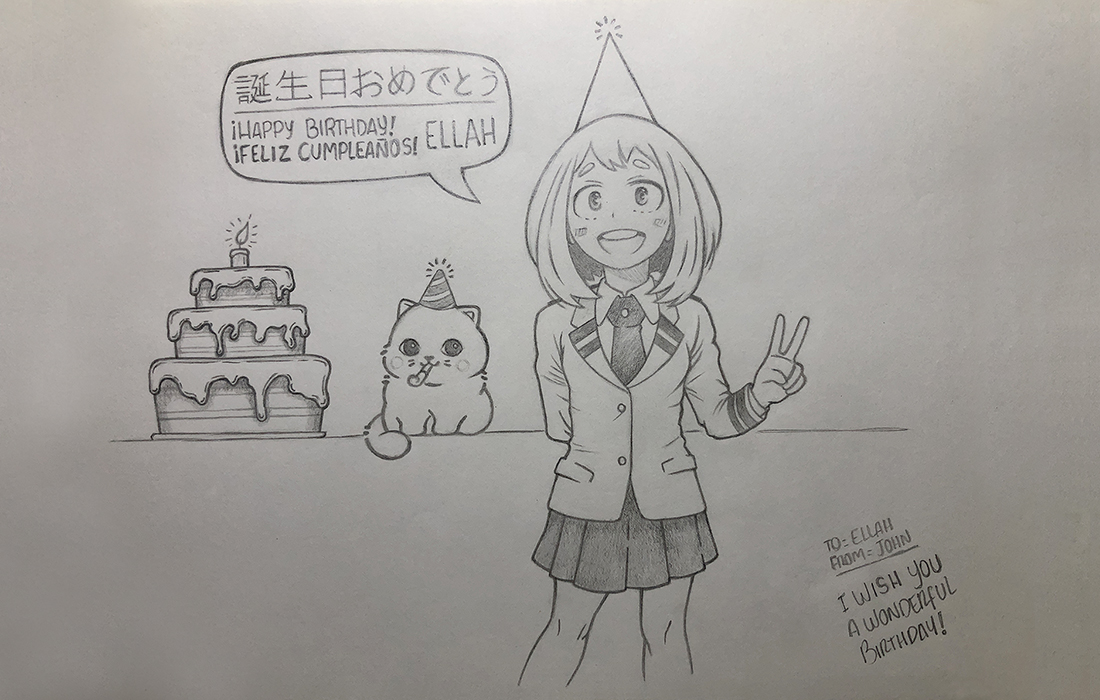 誕生日おめでとう
¡HAPPY BIRTHDAY!
¡FELIZ CUMPLEAÑOS! ELLAH
TO=ELLAH
FROM=JOHN
I WISH YOU
A WONDERFUL
BIRTHDAY!